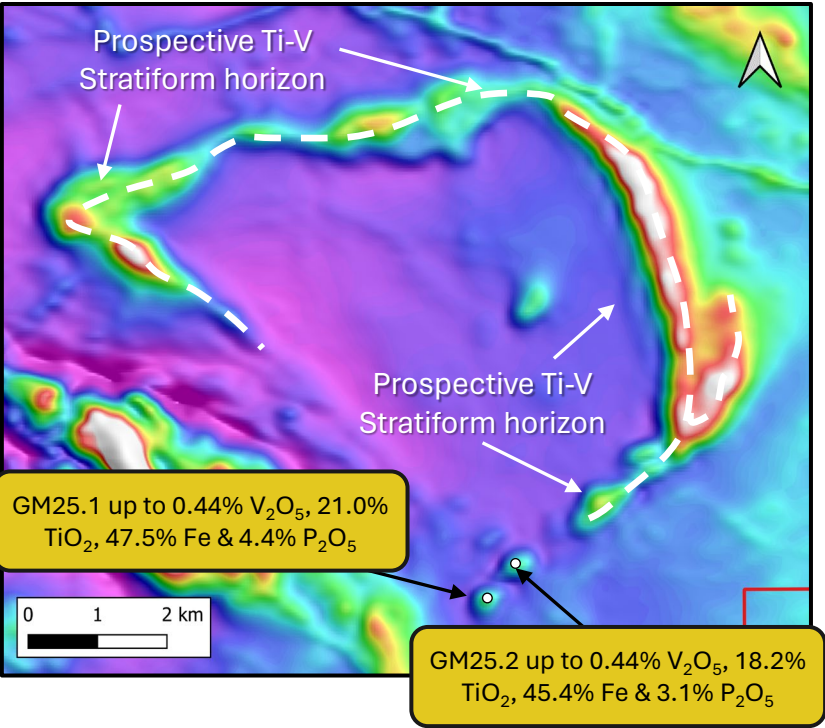 Prospective Ti-V
Stratiform horizon
Prospective Ti-V
Stratiform horizon
GM25.1 up to 0.44% V₂O₅, 21.0%
TiO₂, 47.5% Fe & 4.4% P₂O₅
0 1 2 km
GM25.2 up to 0.44% V₂O₅, 18.2%
TiO₂, 45.4% Fe & 3.1% P₂O₅